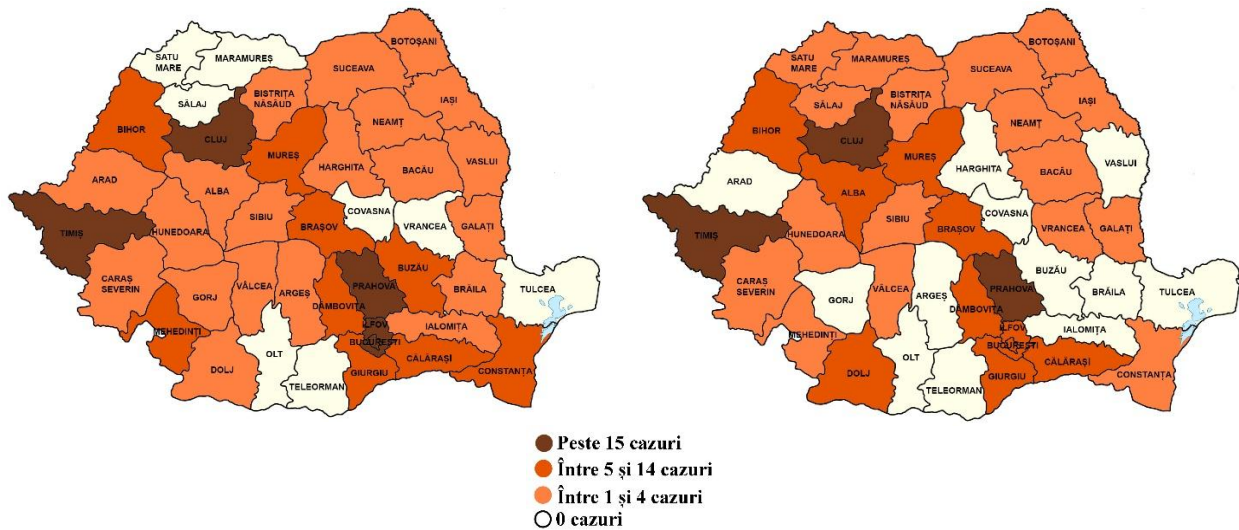 SATU
MARE
MARAMUREȘ
SUCEAVA
BOTOȘANI
SĂLAJ
BISTRIȚA
NĂSĂUD
IAȘI
BIHOR
CLUJ
NEAMȚ
MUREȘ
HARGHITA
BACĂU
VASLUI
ARAD
ALBA
TIMIȘ
HUNEDOARA
SIBIU
BRAȘOV
COVASNA
VRANCEA
GALAȚI
CARAȘ
SEVERIN
GORJ
VÂLCEA
ARGEȘ
DÂMBOVIȚA
PRAHOVA
BUZĂU
BRĂILA
TULCEA
MEHEDINȚI
ILFOV
BUCUREȘTI
IALOMIȚA
DOLJ
OLT
TELEORMAN
GIURGIU
CĂLĂRAȘI
CONSTANȚA
SATU
MARE
MARAMUREȘ
SUCEAVA
BOTOȘANI
SĂLAJ
BISTRIȚA
NĂSĂUD
IAȘI
BIHOR
CLUJ
NEAMȚ
MUREȘ
HARGHITA
BACĂU
VASLUI
ARAD
ALBA
TIMIȘ
HUNEDOARA
SIBIU
BRAȘOV
COVASNA
VRANCEA
GALAȚI
CARAȘ
SEVERIN
GORJ
VÂLCEA
ARGEȘ
DÂMBOVIȚA
PRAHOVA
BUZĂU
BRĂILA
TULCEA
MEHEDINȚI
ILFOV
BUCUREȘTI
IALOMIȚA
DOLJ
OLT
TELEORMAN
GIURGIU
CĂLĂRAȘI
CONSTANȚA
Peste 15 cazuri
Între 5 și 14 cazuri
Între 1 și 4 cazuri
0 cazuri